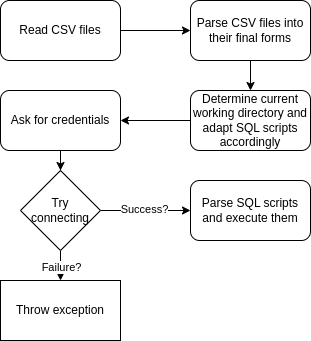 Read CSV files
Parse CSV files into
their final forms
Ask for credentials
Determine current
working directory and
adapt SQL scripts
accordingly
Try
connecting
Success?
Parse SQL scripts
and execute them
Failure?
Throw exception